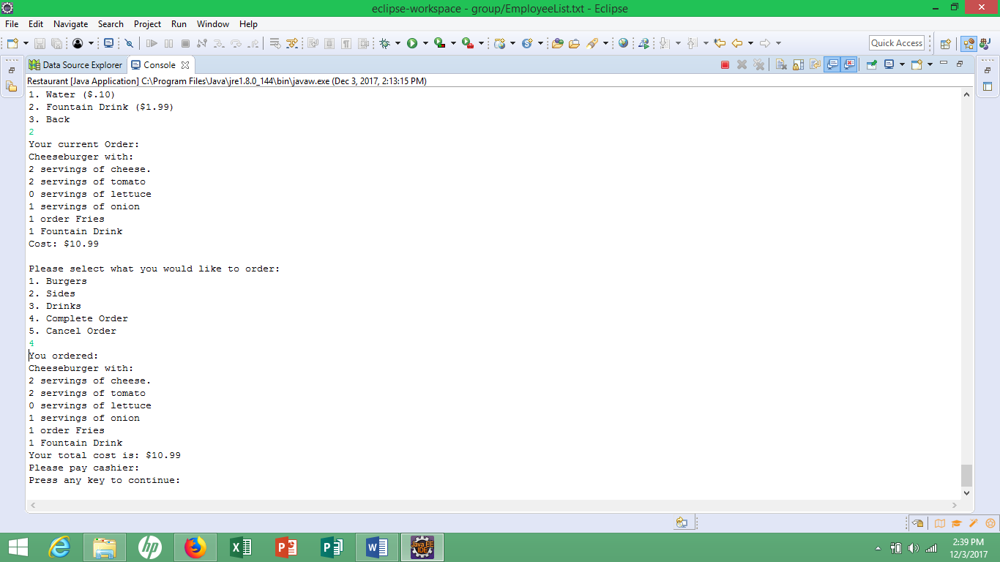 eclipse-workspace - group/EmployeeList.txt - Eclipse
File Edit Navigate Search Project Run Window Help
Quick Access
Data Source Explorer Console
Restaurant [Java Application] C:\Program Files\Java\jre1.8.0_144\bin\javaw.exe (Dec 3, 2017, 2:13:15 PM)
1. Water ($.10)
2. Fountain Drink ($1.99)
3. Back
2
Your current Order:
Cheeseburger with:
2 servings of cheese.
2 servings of tomato
0 servings of lettuce
1 servings of onion
1 order Fries
1 Fountain Drink
Cost: $10.99
Please select what you would like to order:
1. Burgers
2. Sides
3. Drinks
4. Complete Order
5. Cancel Order
4
You ordered:
Cheeseburger with:
2 servings of cheese.
2 servings of tomato
0 servings of lettuce
1 servings of onion
1 order Fries
1 Fountain Drink
Your total cost is: $10.99
Please pay cashier:
Press any key to continue:
Java EE
IDE
2:39 PM
12/3/2017